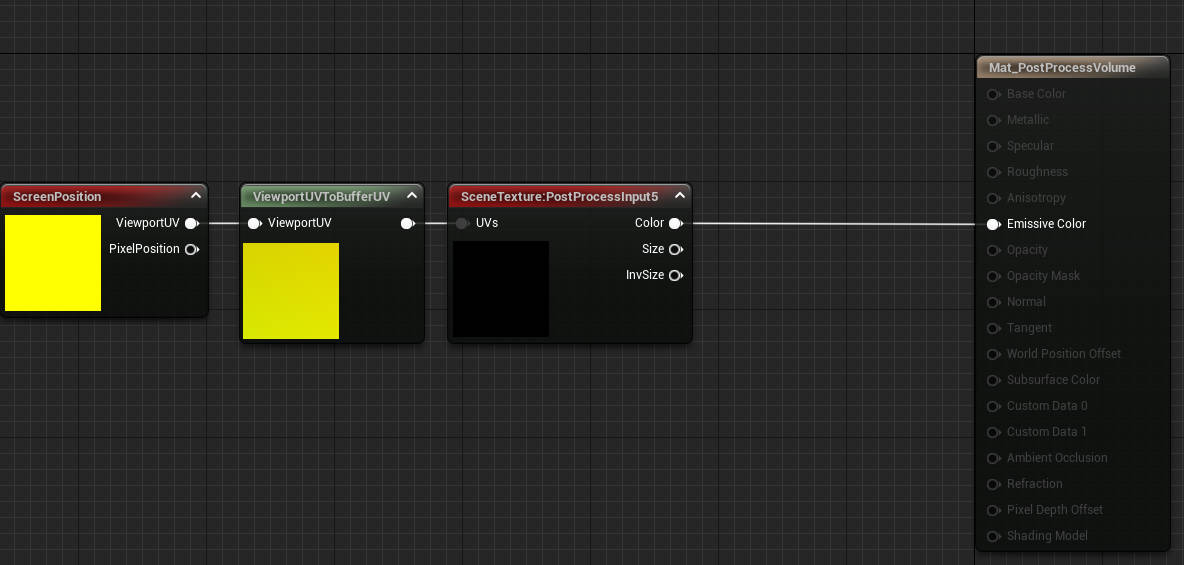 ScreenPosition
ViewportUV
PixelPosition
ViewportUVToBufferUV
ViewportUV
SceneTexture:PostProcessInput5
UVs
Color
Size
InvSize
Mat_PostProcessVolume
Base Color
Metallic
Specular
Roughness
Anisotropy
Emissive Color
Opacity
Opacity Mask
Normal
Tangent
World Position Offset
Subsurface Color
Custom Data 0
Custom Data 1
Ambient Occlusion
Refraction
Pixel Depth Offset
Shading Model